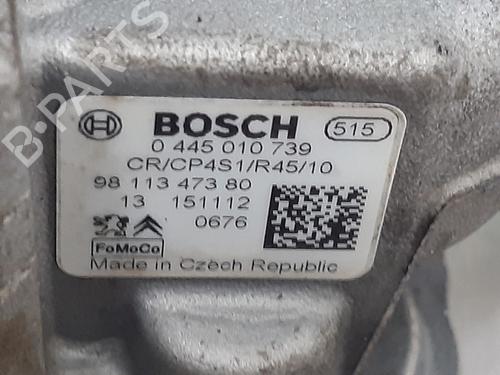 B-PARTS
BOSCH 515
0 445 010 739
CR/CP4S1/R45/10
98 113 473 80
13 151112
0676
FoMoCo
Made in Czech Republic